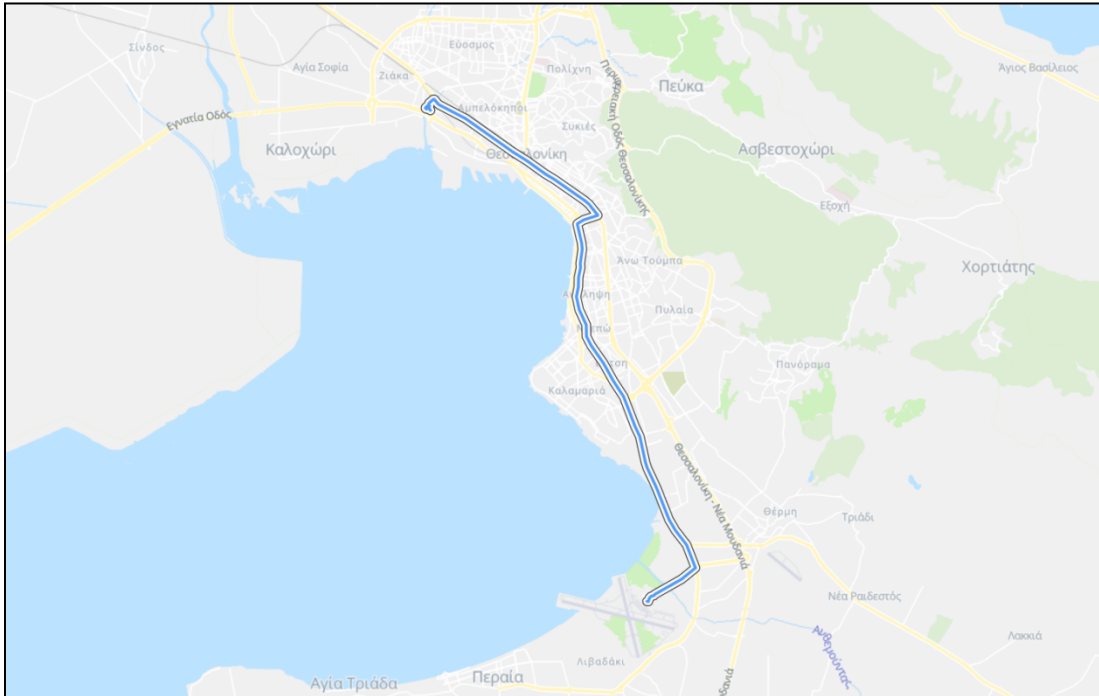 Σίνδος
Εύοσμος
Αγία Σοφία
Ζιάκα
Πολίχνη
Πεύκα
Άγιος Βασίλειος
Αμπελόκηποι
Εγνατία Οδός
Συκιές
Περιφερειακή Οδός Θεσσαλονίκης
Καλοχώρι
Θεσσαλονίκη
Ασβεστοχώρι
Εξοχή
Άνω Τούμπα
Χορτιάτης
Πυλαία
Πανόραμα
Καλαμαριά
Θεσσαλονίκη - Νέα Μουδανιά
Θέρμη
Τριάδι
Νέα Ραιδεστός
Ανθεμούντας
Λακκιά
Λιβαδάκι
Περαία
Αγία Τριάδα